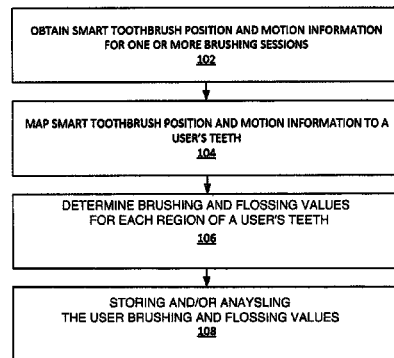 OBTAIN SMART TOOTHBRUSH POSITION AND MOTION INFORMATION
FOR ONE OR MORE BRUSHING SESSIONS
102
MAP SMART TOOTHBRUSH POSITION AND MOTION INFORMATION TO A
USER'S TEETH
104
DETERMINE BRUSHING AND FLOSSING VALUES
FOR EACH REGION OF A USER'S TEETH
106
STORING AND/OR ANAYSLING
THE USER BRUSHING AND FLOSSING VALUES
108